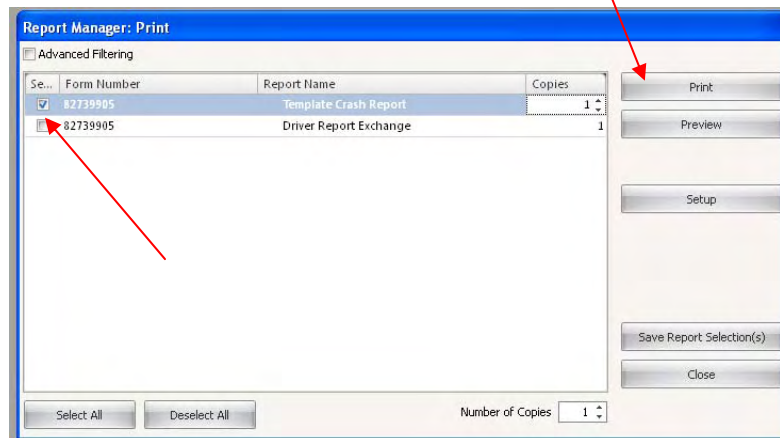 Report Manager: Print
Advanced Filtering
Se... Form Number Report Name Copies
82739905 Template Crash Report 1
82739905 Driver Report Exchange 1
Print
Preview
Setup
Save Report Selection(s)
Close
Select All Deselect All Number of Copies 1